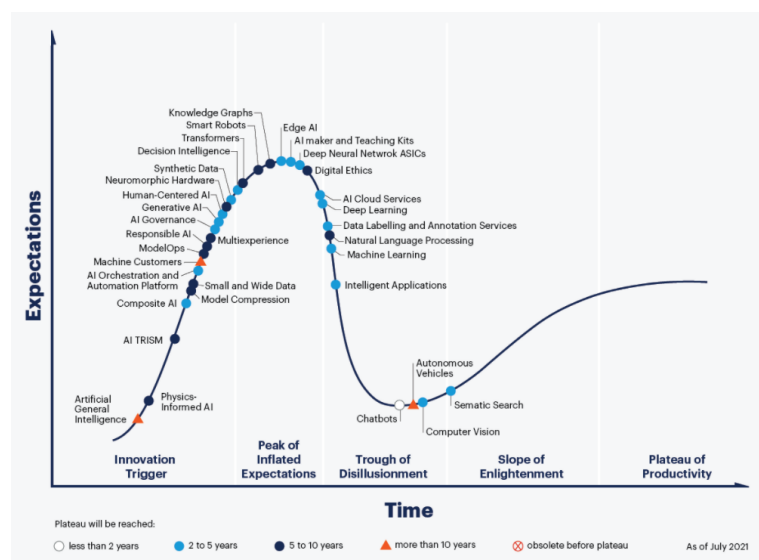 Knowledge Graphs
Smart Robots
Transformers
Decision Intelligence
Synthetic Data
Neuromorphic Hardware
Human-Centered AI
Generative AI
AI Governance
Responsible AI
ModelOps
Machine Customers
AI Orchestration and
Automation Platform
Composite AI
AI TRISM
Artificial
General
Intelligence
Physics-
Informed AI
Multiexperience
Small and Wide Data
Model Compression
Edge AI
AI maker and Teaching Kits
Deep Neural Netwrok ASICs
Digital Ethics
AI Cloud Services
Deep Learning
Data Labelling and Annotation Services
Natural Language Processing
Machine Learning
Intelligent Applications
Autonomous
Vehicles
Chatbots
Sematic Search
Computer Vision
Expectations
Innovation
Trigger
Peak of
Inflated
Expectations
Trough of
Disillusionment
Slope of
Enlightenment
Plateau of
Productivity
Time
Plateau will be reached:
less than 2 years
2 to 5 years
5 to 10 years
more than 10 years
obsolete before plateau
As of July 2021